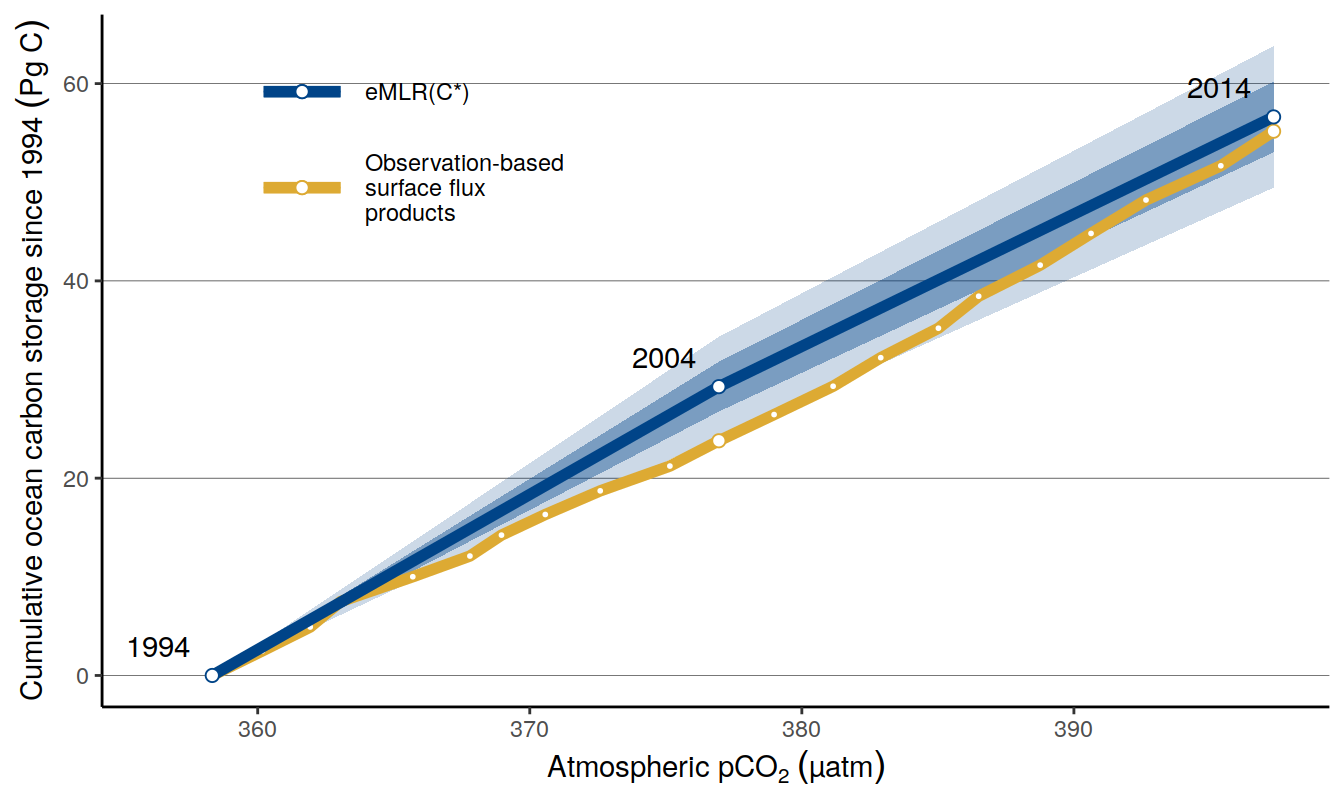 Cumulative ocean carbon storage since 1994 (Pg C)
60
40
20
0
eMLR(C*)
Observation-based
surface flux
products
2014
2004
1994
360
370
380
390
Atmospheric pCO₂ (µatm)